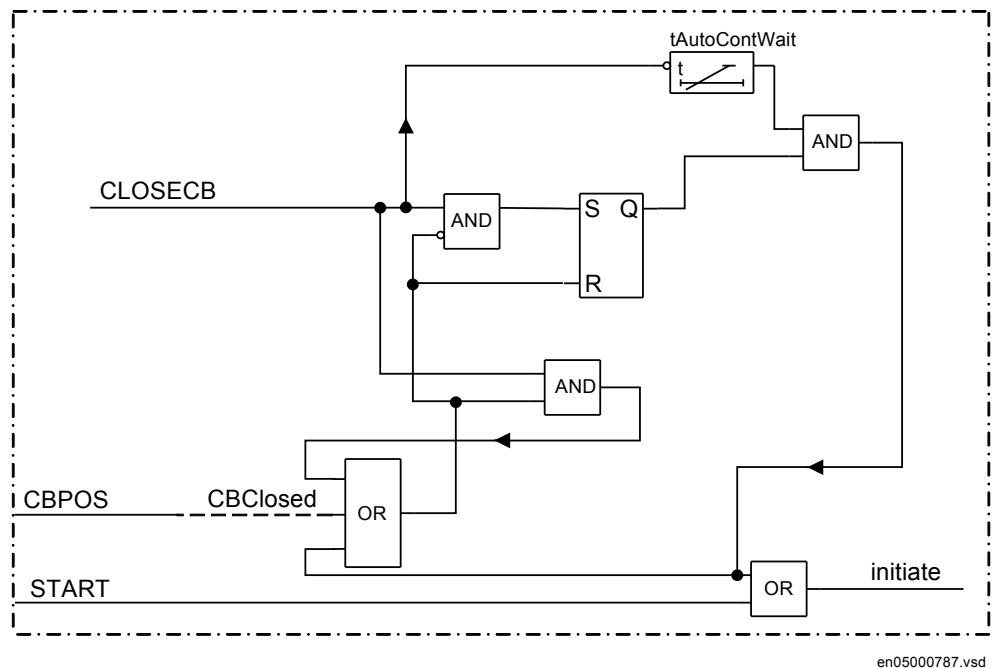 tAutoContWait
t
AND
CLOSECB
AND
S Q
R
AND
CBPOS
CBClosed
OR
START
OR
initiate
en05000787.vsd